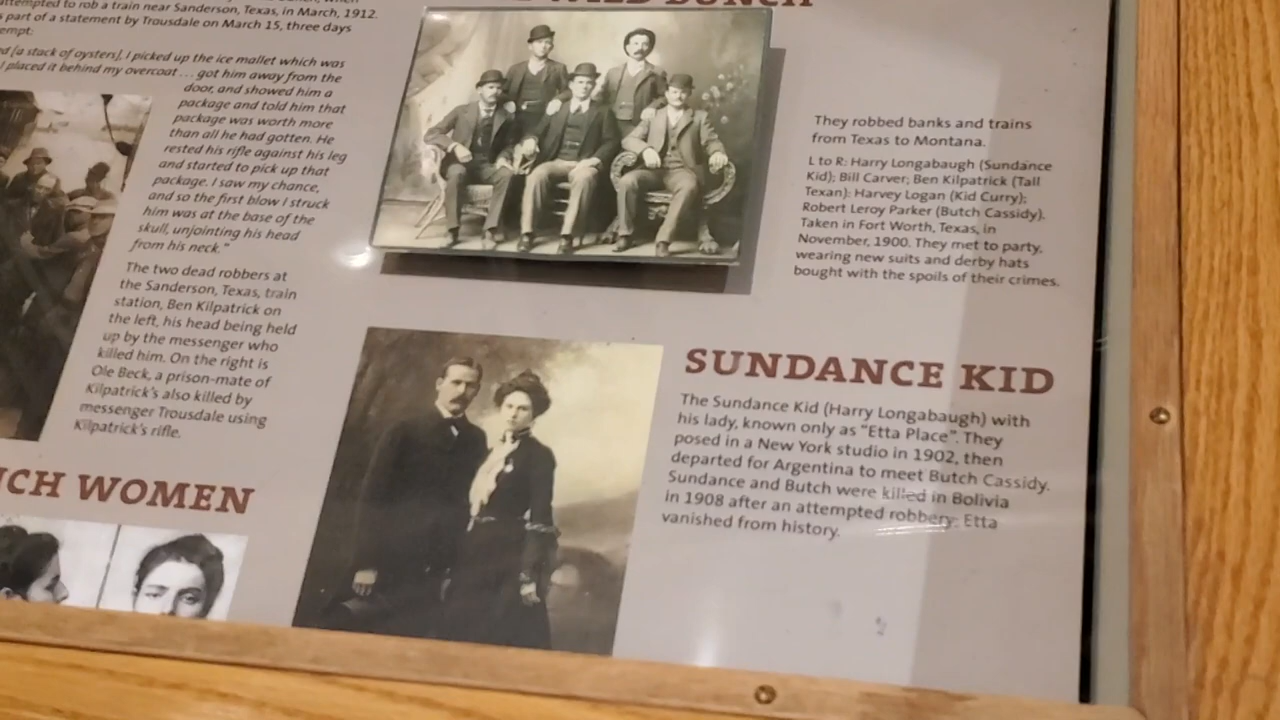 attempted to rob a train near Sanderson, Texas, in March, 1912.
part of a statement by Trousdale on March 15, three days
[a stack of oysters], I picked up the ice mallet which was
placed it behind my overcoat... got him away from the
door, and showed him a
package and told him that
package was worth more
than all he had gotten. He
rested his rifle against his leg
and started to pick up that
package. I saw my chance,
and so the first blow I struck
him was at the base of the
skull, unjointing his head
from his neck."
The two dead robbers at
the Sanderson, Texas, train
station, Ben Kilpatrick on
the left, his head being held
up by the messenger who
killed him. On the right is
Ole Beck, a prison-mate of
Kilpatrick's also killed by
messenger Trousdale using
Kilpatrick's rifle.
WOMEN
WILD BUNCH
They robbed banks and trains
from Texas to Montana.
L to R: Harry Longabaugh (Sundance
Kid); Bill Carver; Ben Kilpatrick (Tall
Texan); Harvey Logan (Kid Curry);
Robert Leroy Parker (Butch Cassidy).
Taken in Fort Worth, Texas, in
November, 1900. They met to party,
wearing new suits and derby hats
bought with the spoils of their crimes.
SUNDANCE KID
The Sundance Kid (Harry Longabaugh) with
his lady, known only as "Etta Place". They
posed in a New York studio in 1902, then
departed for Argentina to meet Butch Cassidy.
Sundance and Butch were killed in Bolivia
in 1908 after an attempted robbery. Etta
vanished from history.